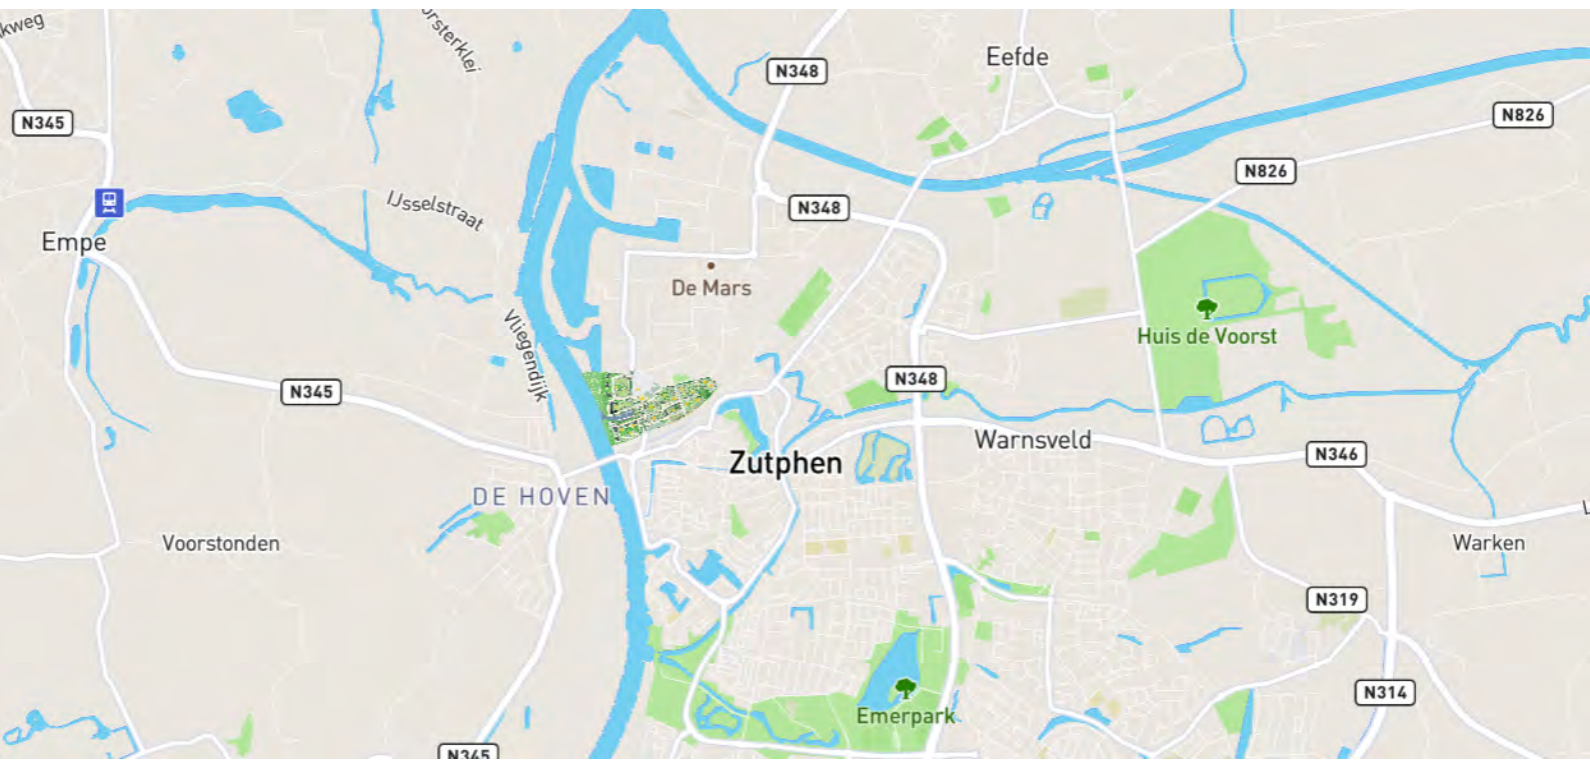 orsterklei
kweg
Eefde
N348
N345
N826
N826
IJsselstraat
N348
Empe
De Mars
Vliegendijk
Huis de Voorst
N345
N348
Warnsveld
N346
Zutphen
DE HOVEN
L
Voorstonden
Warken
N319
N314
Emerpark
N345